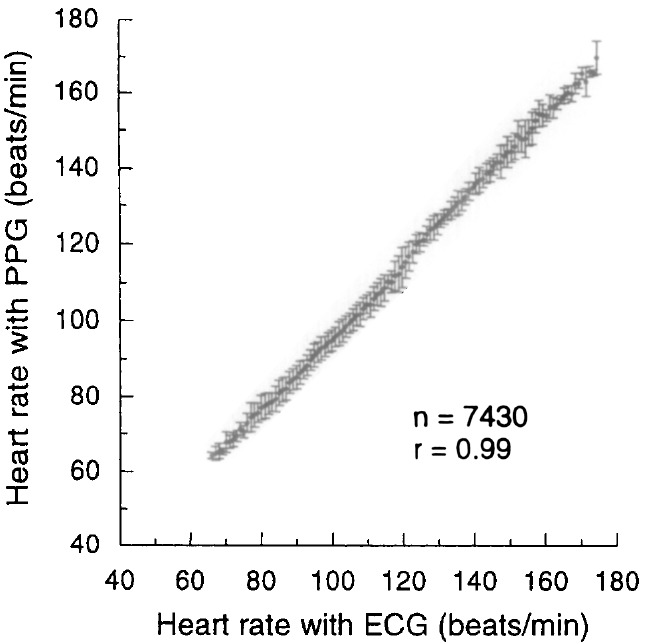 Heart rate with PPG (beats/min)
180
160
140
120
100
80
60
40
n = 7430
r = 0.99
40 60 80 100 120 140 160 180
Heart rate with ECG (beats/min)